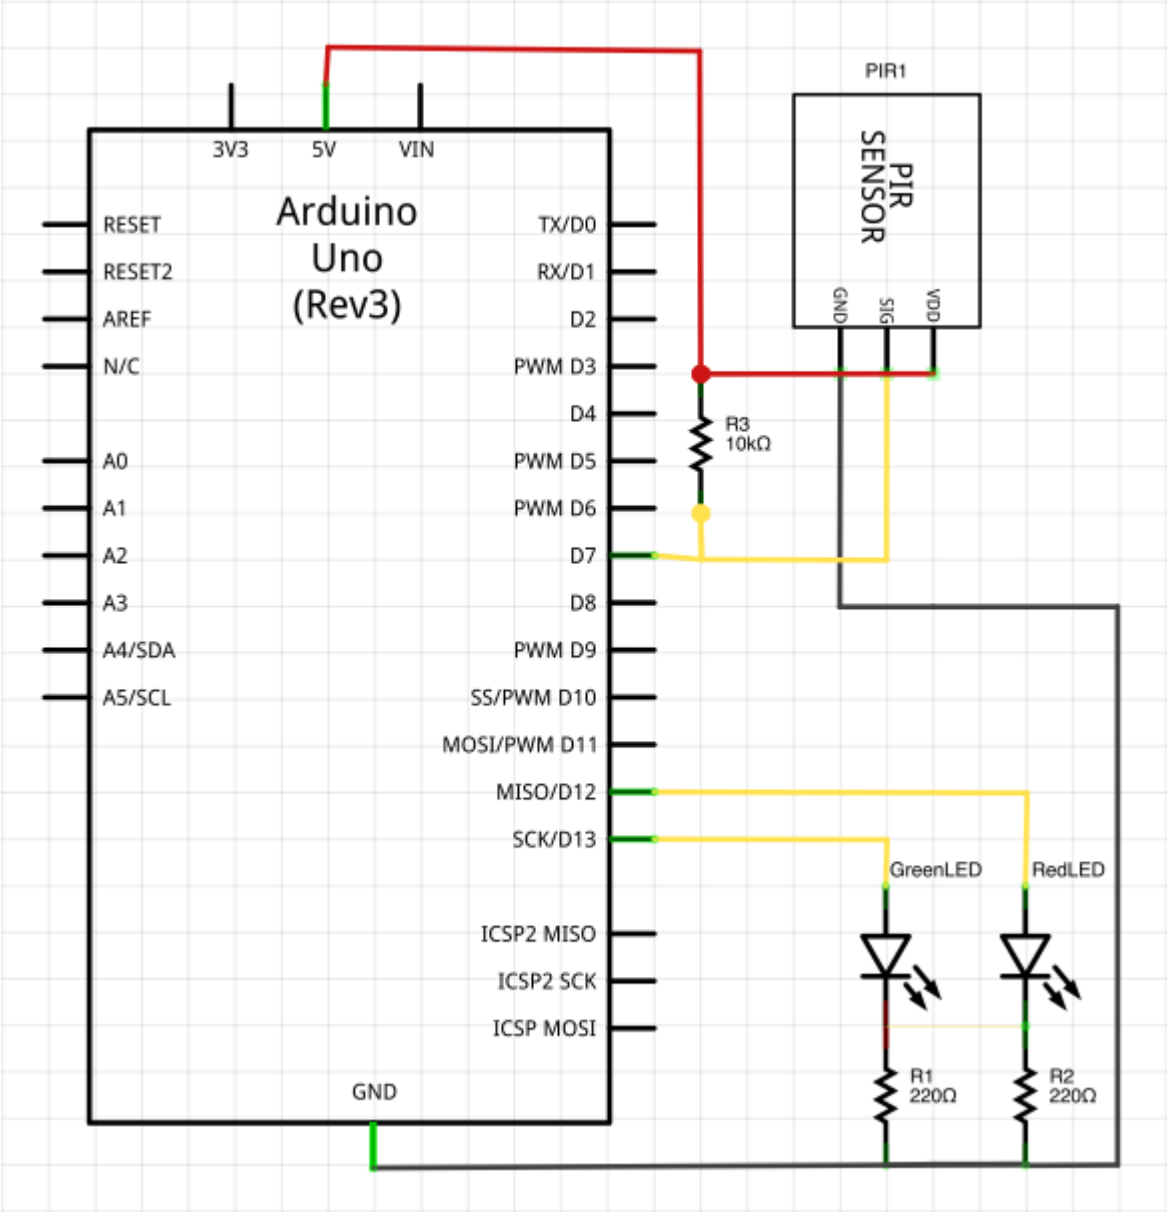 PIR1
PIR
SENSOR
GND
SIG
VDD
3V3
5V
VIN
Arduino
Uno
(Rev3)
RESET
RESET2
AREF
N/C
A0
A1
A2
A3
A4/SDA
A5/SCL
TX/D0
RX/D1
D2
PWM D3
D4
PWM D5
PWM D6
D7
D8
PWM D9
SS/PWM D10
MOSI/PWM D11
MISO/D12
SCK/D13
ICSP2 MISO
ICSP2 SCK
ICSP MOSI
GND
R3
10kΩ
GreenLED
RedLED
R1
220Ω
R2
220Ω